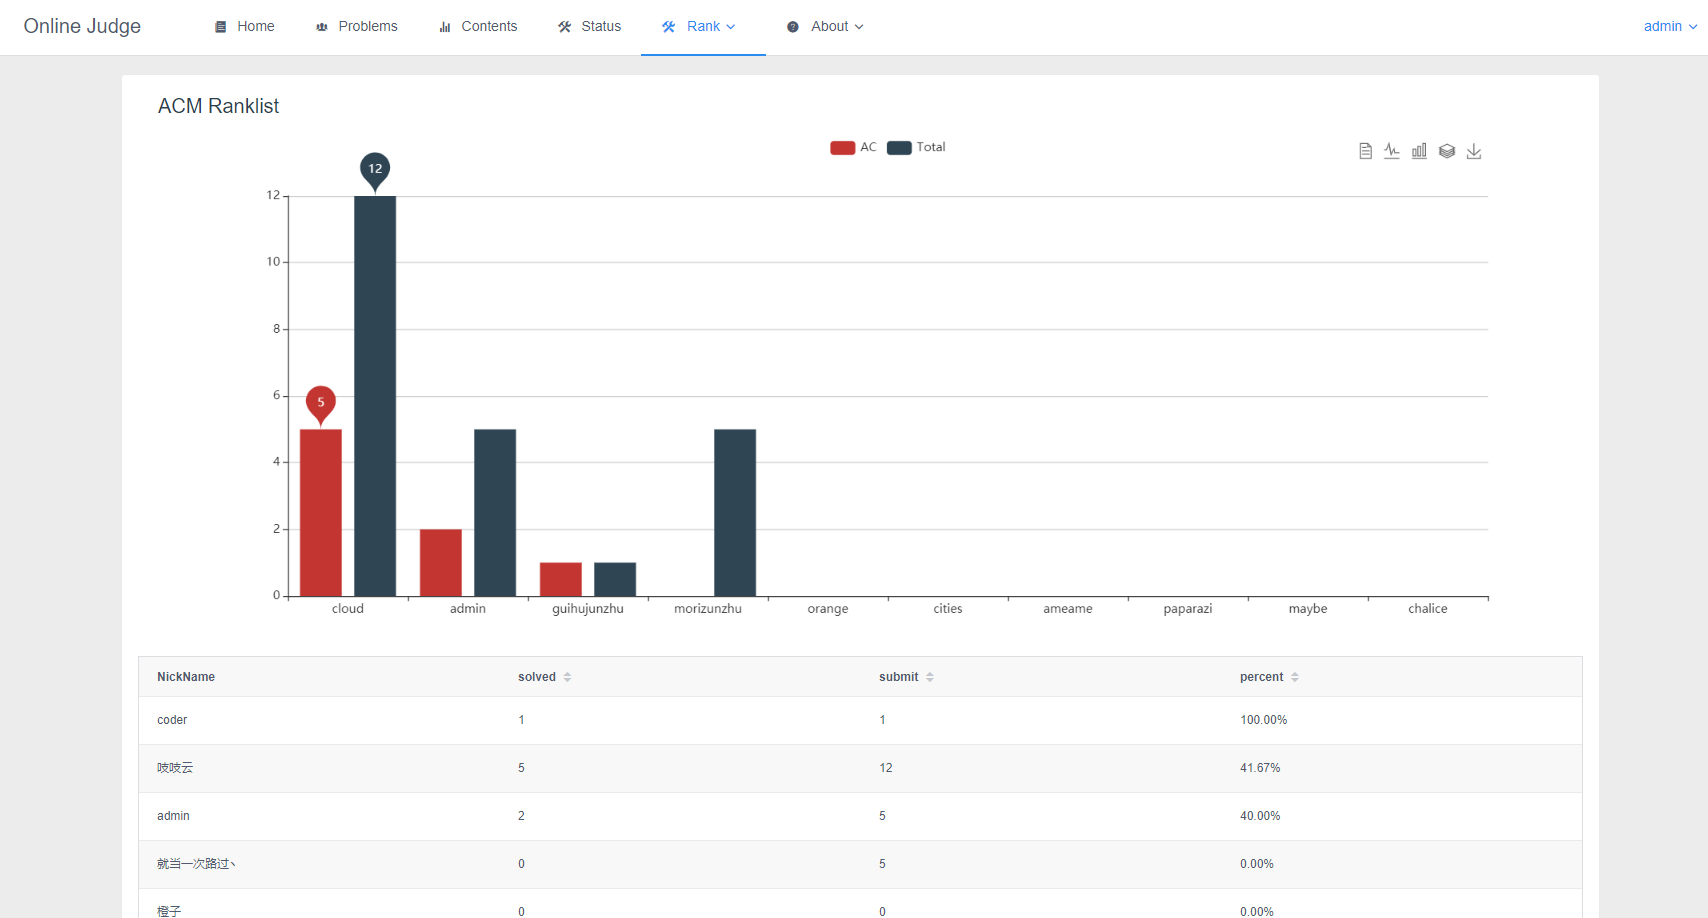 Online Judge Home Problems Contents Status Rank About admin
ACM Ranklist
AC Total
12
12
10
8
6
5
4
2
0
cloud admin guihujunzhu morizunzhu orange cities ameame paparazi maybe chalice
NickName solved submit percent
coder 1 1 100.00%
吱吱云 5 12 41.67%
admin 2 5 40.00%
就当一次路过丶 0 5 0.00%
橙子 0 0 0.00%